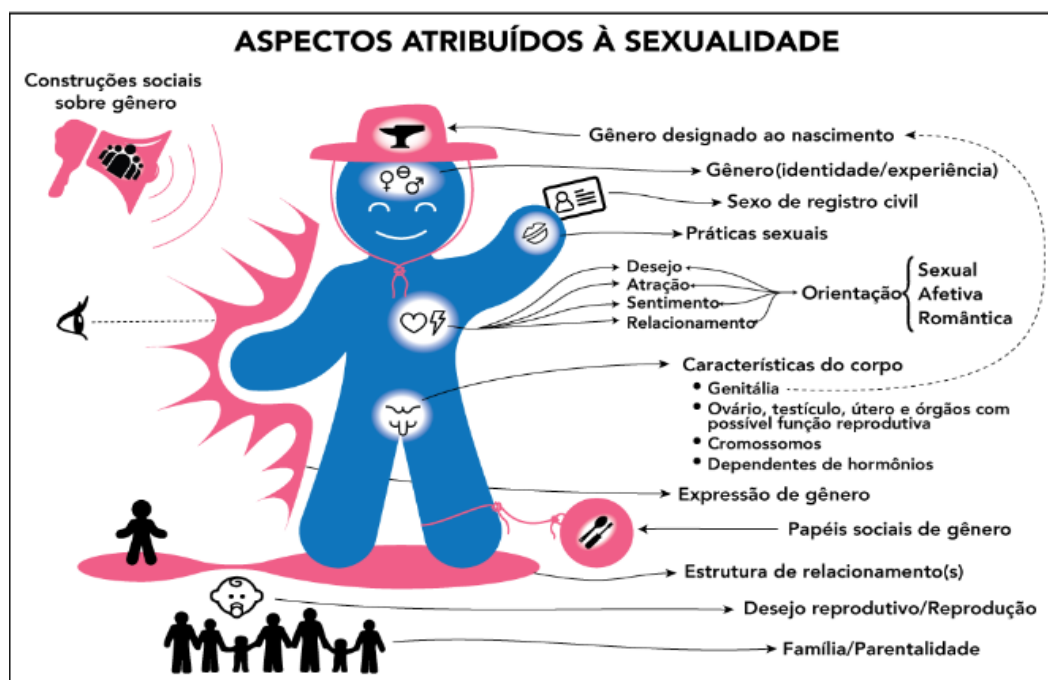 ASPECTOS ATRIBUÍDOS À SEXUALIDADE
Construções sociais
sobre gênero
Gênero designado ao nascimento
Gênero(identidade/experiência)
Sexo de registro civil
Práticas sexuais
Desejo
Atração
Sentimento
Relacionamento
Orientação
Sexual
Afetiva
Romântica
Características do corpo
• Genitália
• Ovário, testículo, útero e órgãos com
possível função reprodutiva
• Cromossomos
• Dependentes de hormônios
Expressão de gênero
Papéis sociais de gênero
Estrutura de relacionamento(s)
Desejo reprodutivo/Reprodução
Família/Parentalidade